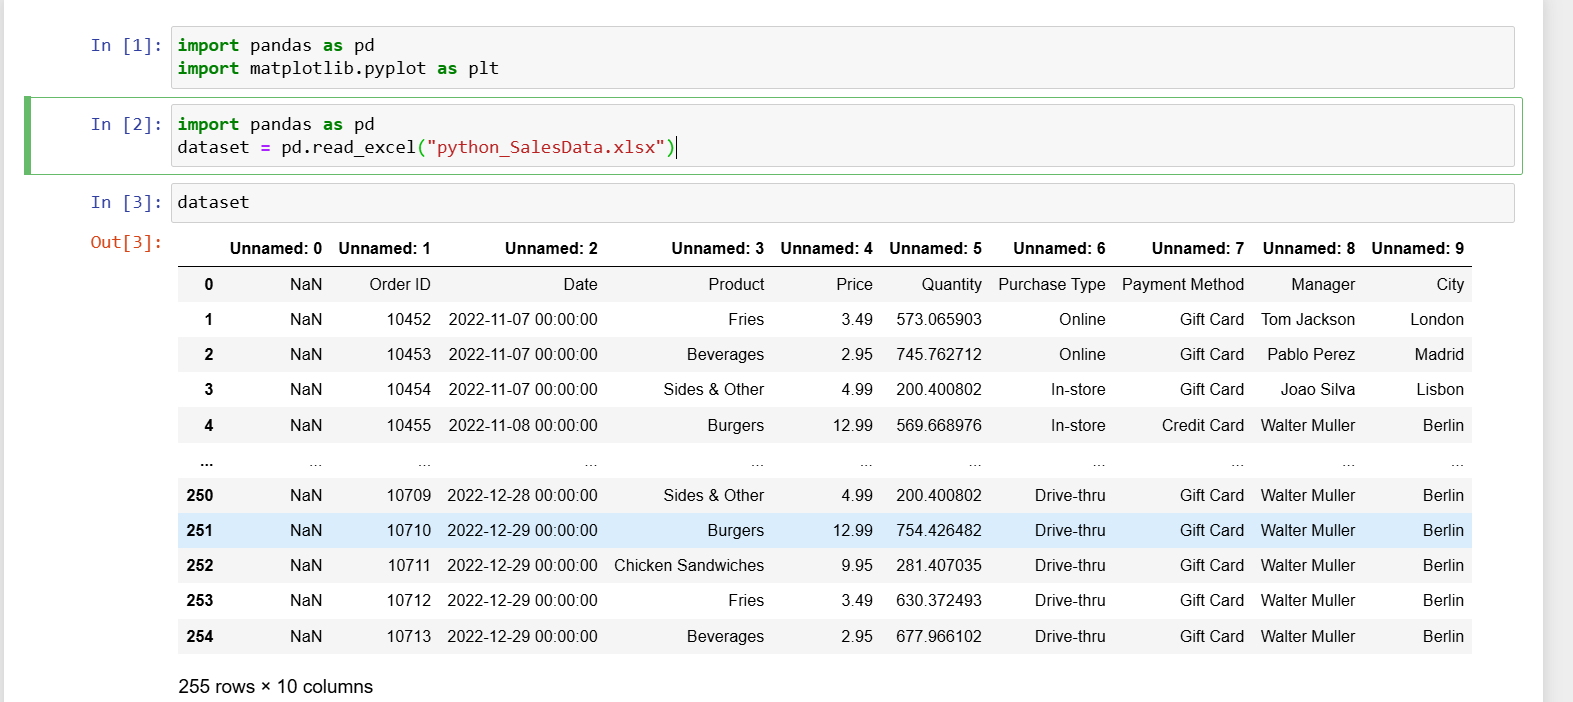 In [1]: import pandas as pd
import matplotlib.pyplot as plt
In [2]: import pandas as pd
dataset = pd.read_excel("python_SalesData.xlsx")
In [3]: dataset
Out[3]:
Unnamed: 0 Unnamed: 1 Unnamed: 2 Unnamed: 3 Unnamed: 4 Unnamed: 5 Unnamed: 6 Unnamed: 7 Unnamed: 8 Unnamed: 9
0 NaN Order ID Date Product Price Quantity Purchase Type Payment Method Manager City
1 NaN 10452 2022-11-07 00:00:00 Fries 3.49 573.065903 Online Gift Card Tom Jackson London
2 NaN 10453 2022-11-07 00:00:00 Beverages 2.95 745.762712 Online Gift Card Pablo Perez Madrid
3 NaN 10454 2022-11-07 00:00:00 Sides & Other 4.99 200.400802 In-store Gift Card Joao Silva Lisbon
4 NaN 10455 2022-11-08 00:00:00 Burgers 12.99 569.668976 In-store Credit Card Walter Muller Berlin
... ... ... ... ... ... ... ... ... ... ...
250 NaN 10709 2022-12-28 00:00:00 Sides & Other 4.99 200.400802 Drive-thru Gift Card Walter Muller Berlin
251 NaN 10710 2022-12-29 00:00:00 Burgers 12.99 754.426482 Drive-thru Gift Card Walter Muller Berlin
252 NaN 10711 2022-12-29 00:00:00 Chicken Sandwiches 9.95 281.407035 Drive-thru Gift Card Walter Muller Berlin
253 NaN 10712 2022-12-29 00:00:00 Fries 3.49 630.372493 Drive-thru Gift Card Walter Muller Berlin
254 NaN 10713 2022-12-29 00:00:00 Beverages 2.95 677.966102 Drive-thru Gift Card Walter Muller Berlin
255 rows × 10 columns